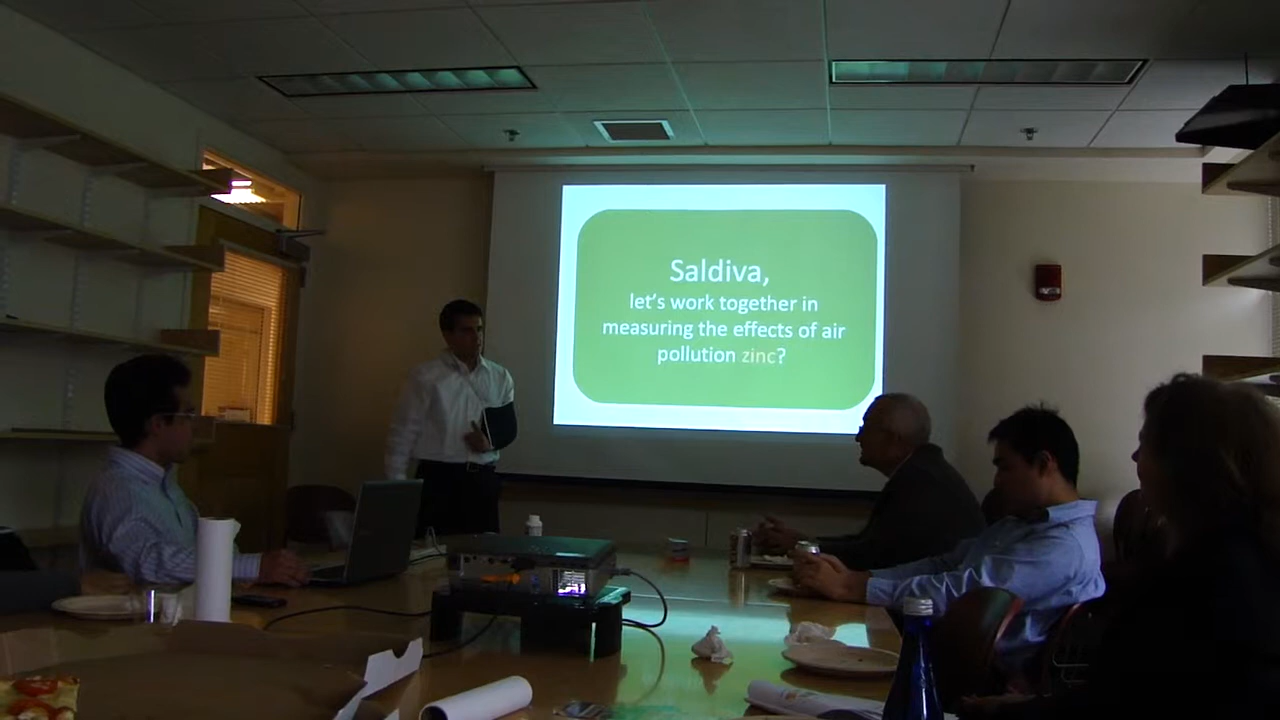 Saldiva,
let's work together in
measuring the effects of air
pollution zinc?